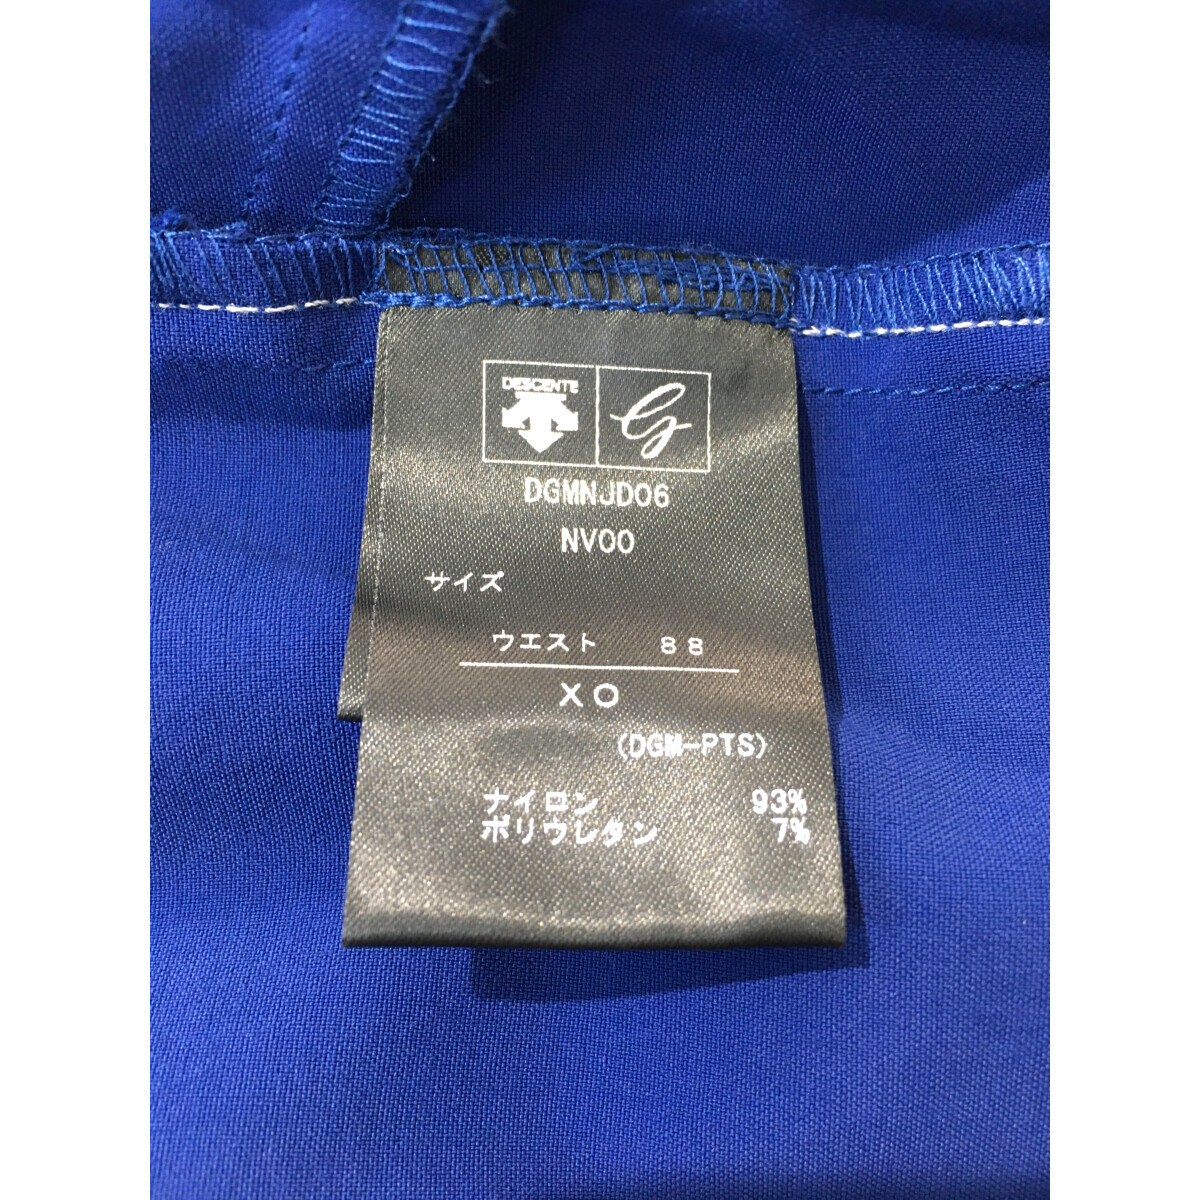 DESCENTE G
DGMNJD06
NV00
サイズ
ウエスト 88
XO
(DGM-PTS)
ナイロン 93%
ポリウレタン 7%